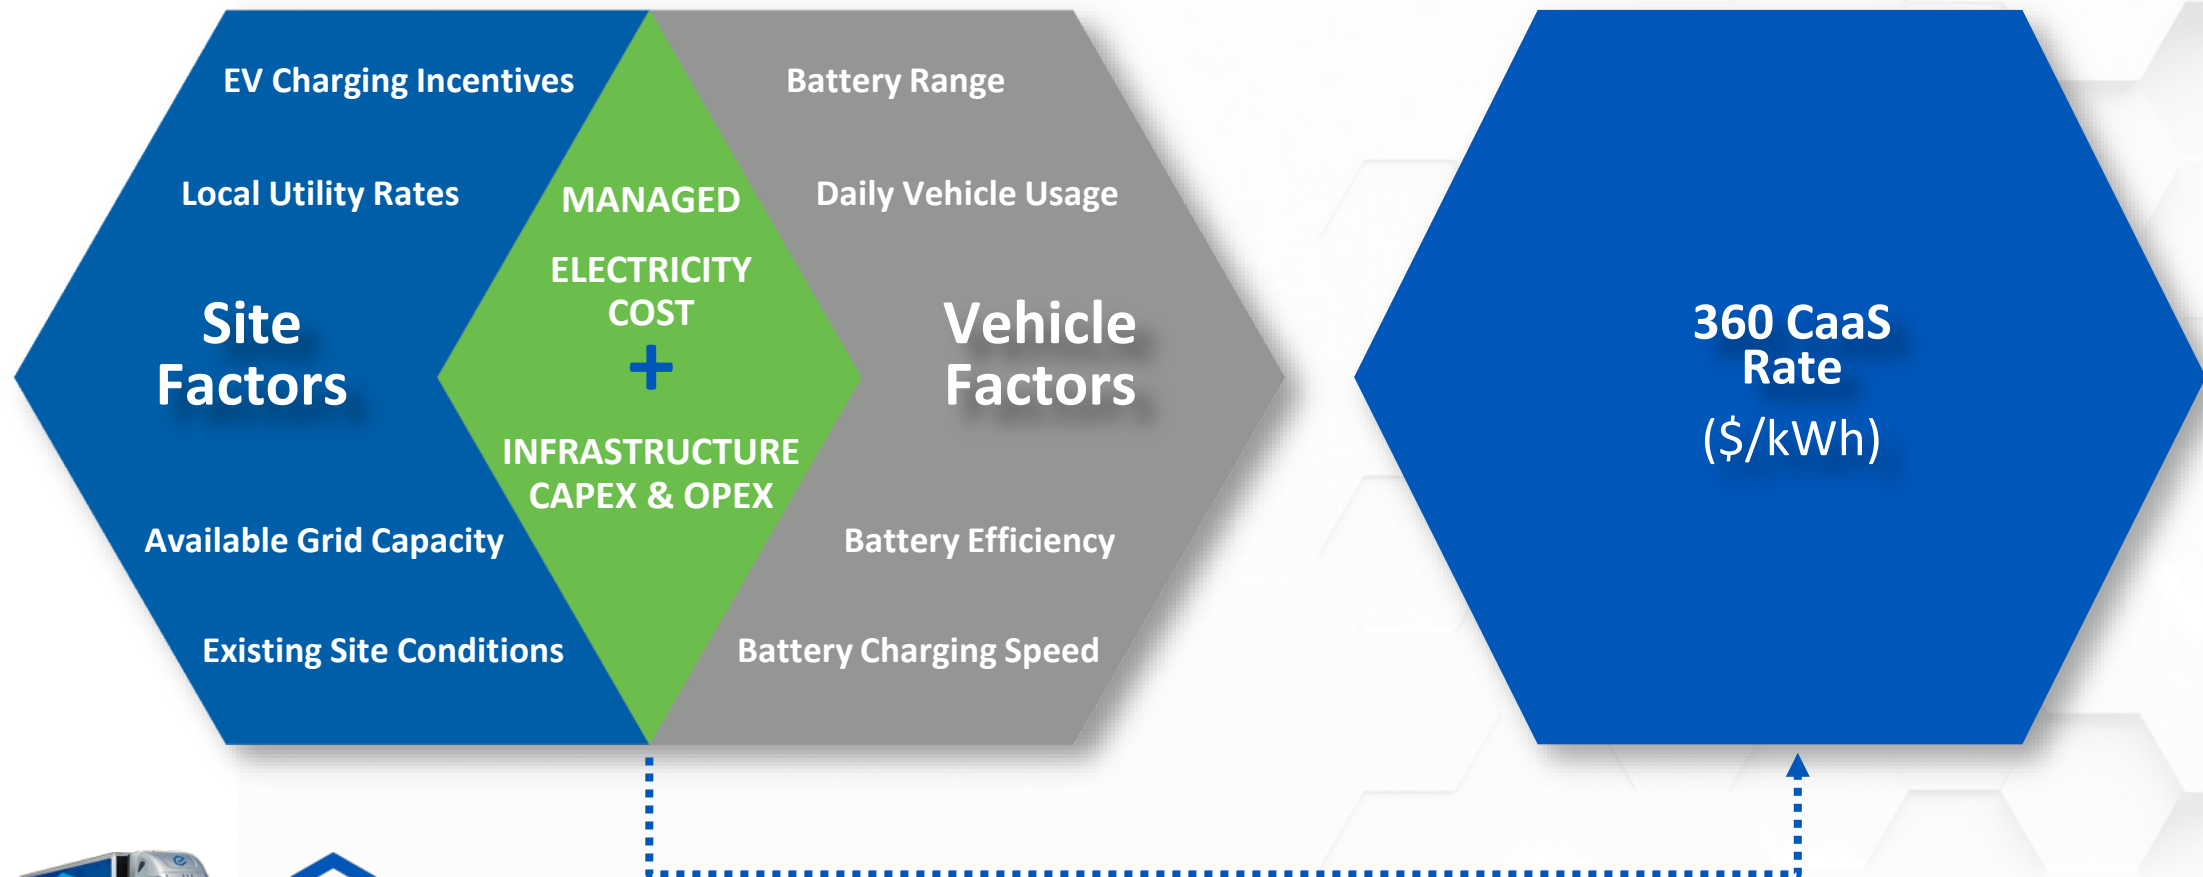 EV Charging Incentives
Local Utility Rates
Site
Factors
Available Grid Capacity
Existing Site Conditions
MANAGED
ELECTRICITY
COST
+
INFRASTRUCTURE
CAPEX & OPEX
Battery Range
Daily Vehicle Usage
Vehicle
Factors
Battery Efficiency
Battery Charging Speed
360 CaaS
Rate
($/kWh)